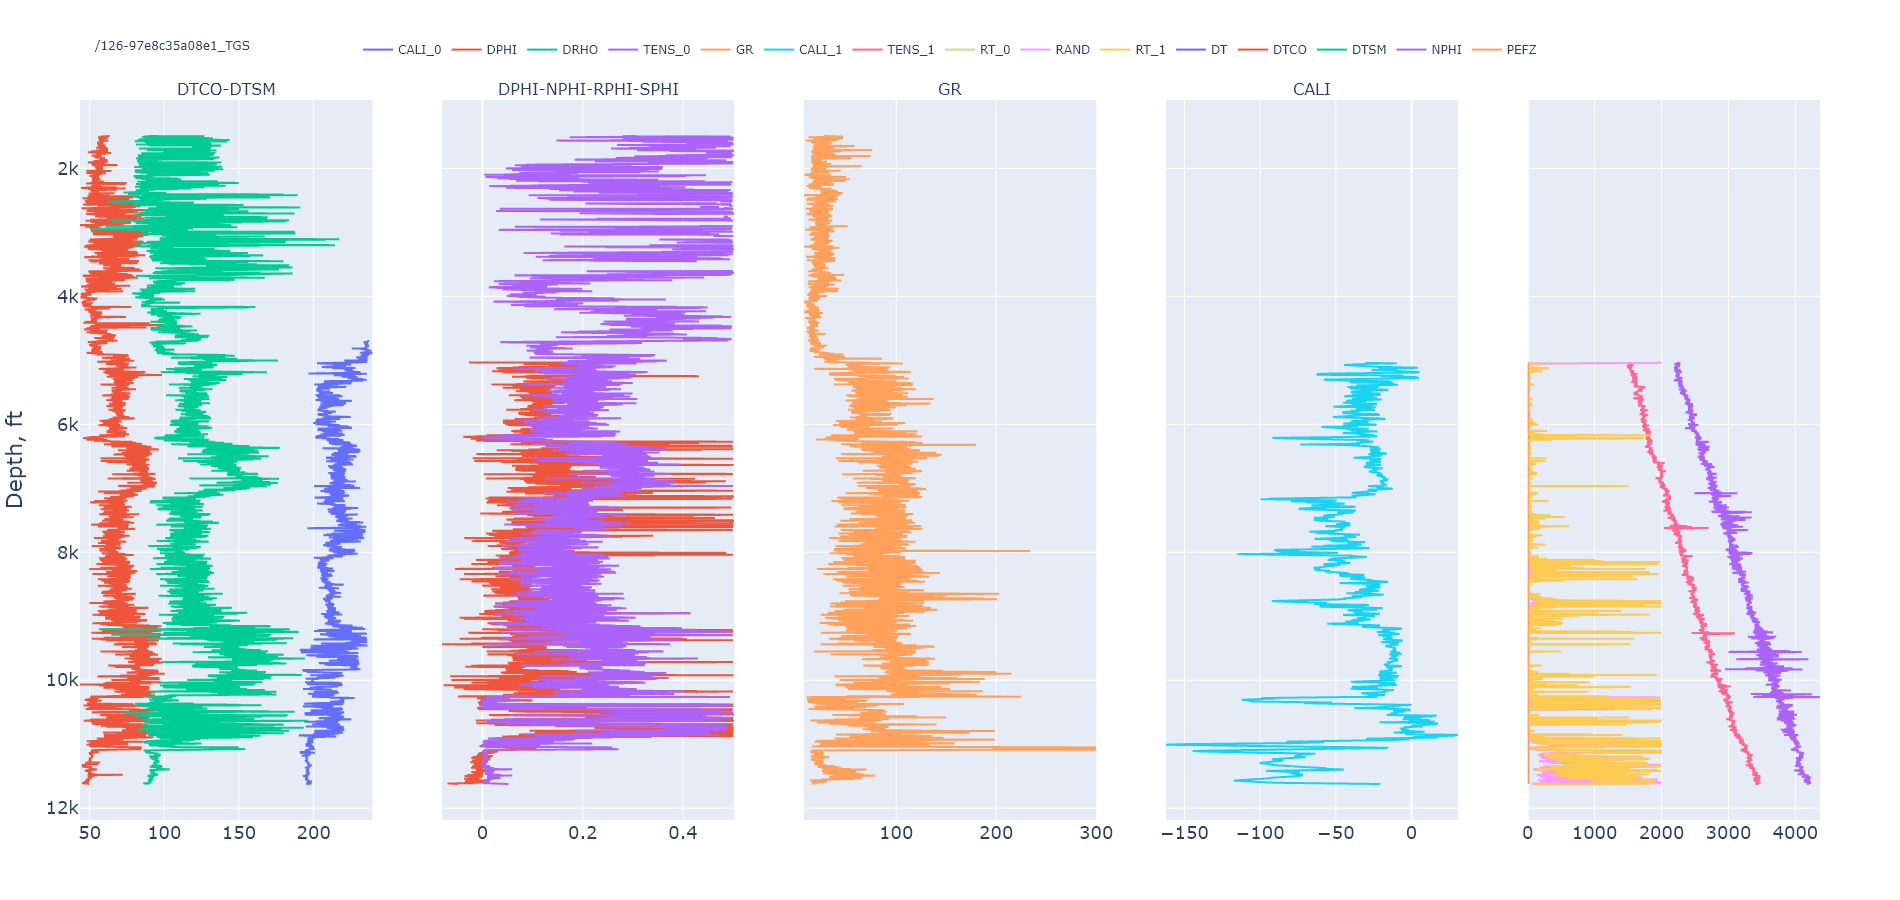 /126-97e8c35a08e1_TGS
CALI_0 DPHI DRHO TENS_0 GR CALI_1 TENS_1 RT_0 RAND RT_1 DT DTCO DTSM NPHI PEFZ
DTCO-DTSM DPHI-NPHI-RPHI-SPHI GR CALI
2k
4k
6k
8k
10k
12k
Depth, ft
50 100 150 200 0 0.2 0.4 100 200 300 −150 −100 −50 0 0 1000 2000 3000 4000